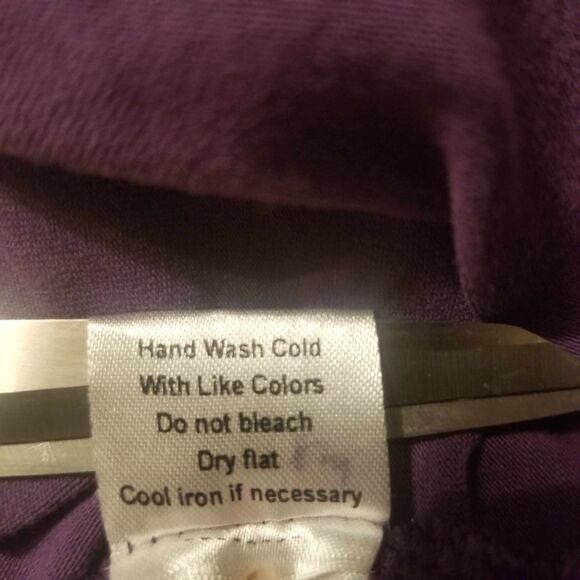 Hand Wash Cold
With Like Colors
Do not bleach
Dry flat
Cool iron if necessary